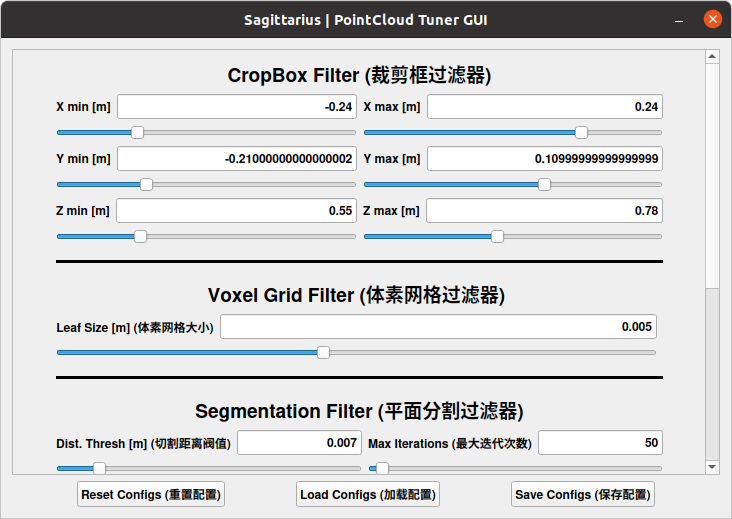 Sagittarius | PointCloud Tuner GUI
CropBox Filter (裁剪框过滤器)
X min [m] -0.24 X max [m] 0.24
Y min [m] -0.21000000000000002 Y max [m] 0.10999999999999999
Z min [m] 0.55 Z max [m] 0.78
Voxel Grid Filter (体素网格过滤器)
Leaf Size [m] (体素网格大小) 0.005
Segmentation Filter (平面分割过滤器)
Dist. Thresh [m] (切割距离阀值) 0.007 Max Iterations (最大迭代次数) 50
Reset Configs (重置配置) Load Configs (加载配置) Save Configs (保存配置)